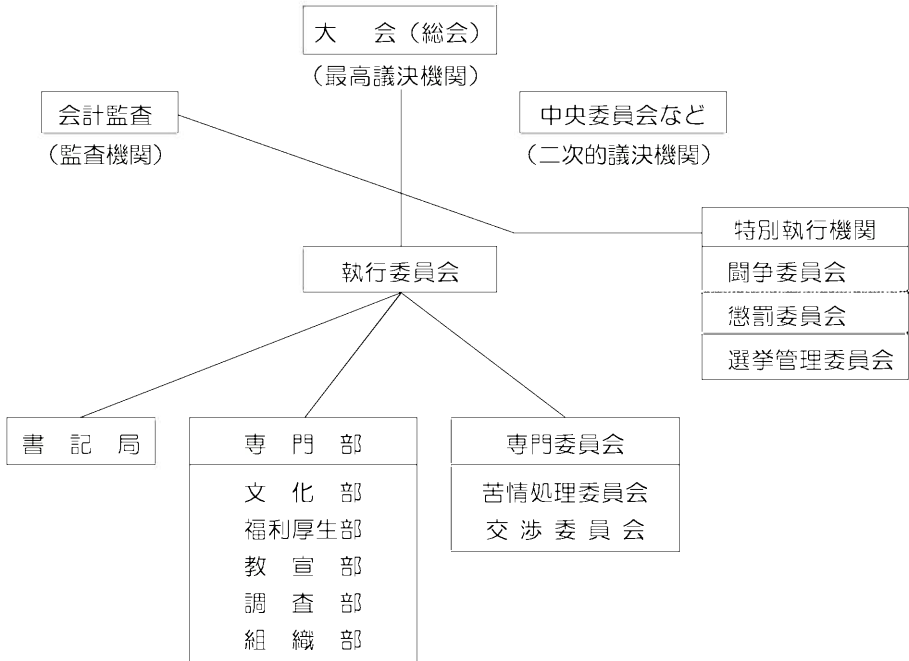 大　会（総会）
（最高議決機関）
会計監査
（監査機関）
中央委員会など
（二次的議決機関）
特別執行機関
闘争委員会
懲罰委員会
選挙管理委員会
執行委員会
書　記　局
専　門　部
文　化　部
福利厚生部
教　宣　部
調　査　部
組　織　部
専門委員会
苦情処理委員会
交　渉　委　員　会